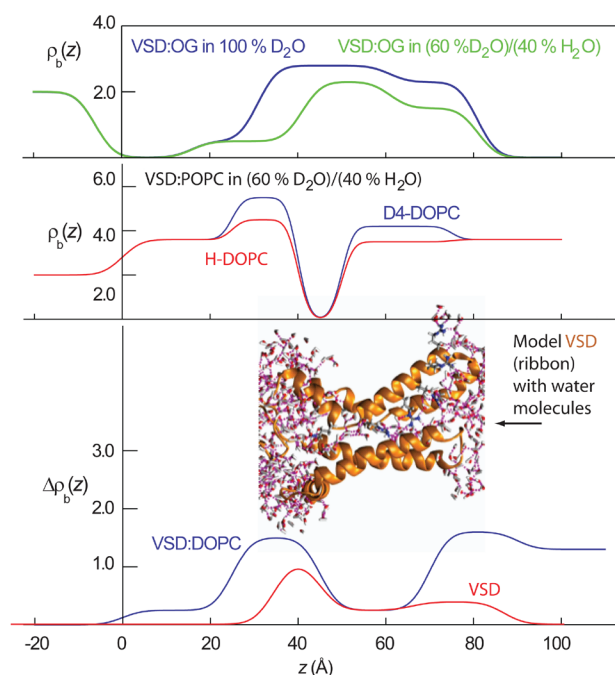 4.0
ρb(z)
VSD:OG in 100 % D2O
VSD:OG in (60 %D2O)/(40 % H2O)
2.0
6.0
VSD:POPC in (60 % D2O)/(40 % H2O)
ρb(z)
4.0
D4-DOPC
H-DOPC
2.0
Model VSD
(ribbon)
with water
molecules
3.0
Δρb(z)
2.0
VSD:DOPC
1.0
VSD
-20
0
20
40
60
80
100
z (Å)